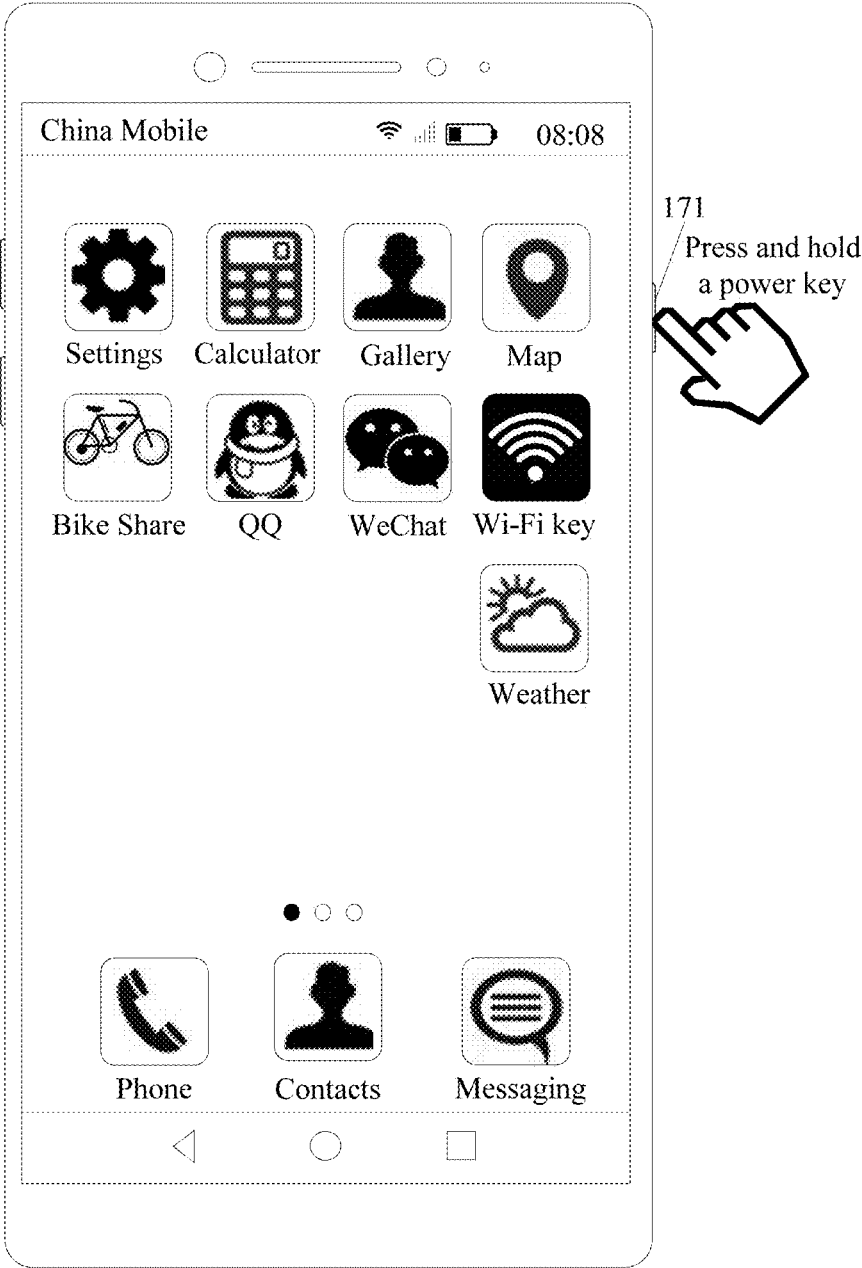 China Mobile 08:08
171
Press and hold
a power key
Settings Calculator Gallery Map
Bike Share QQ WeChat Wi-Fi key
Weather
Phone Contacts Messaging